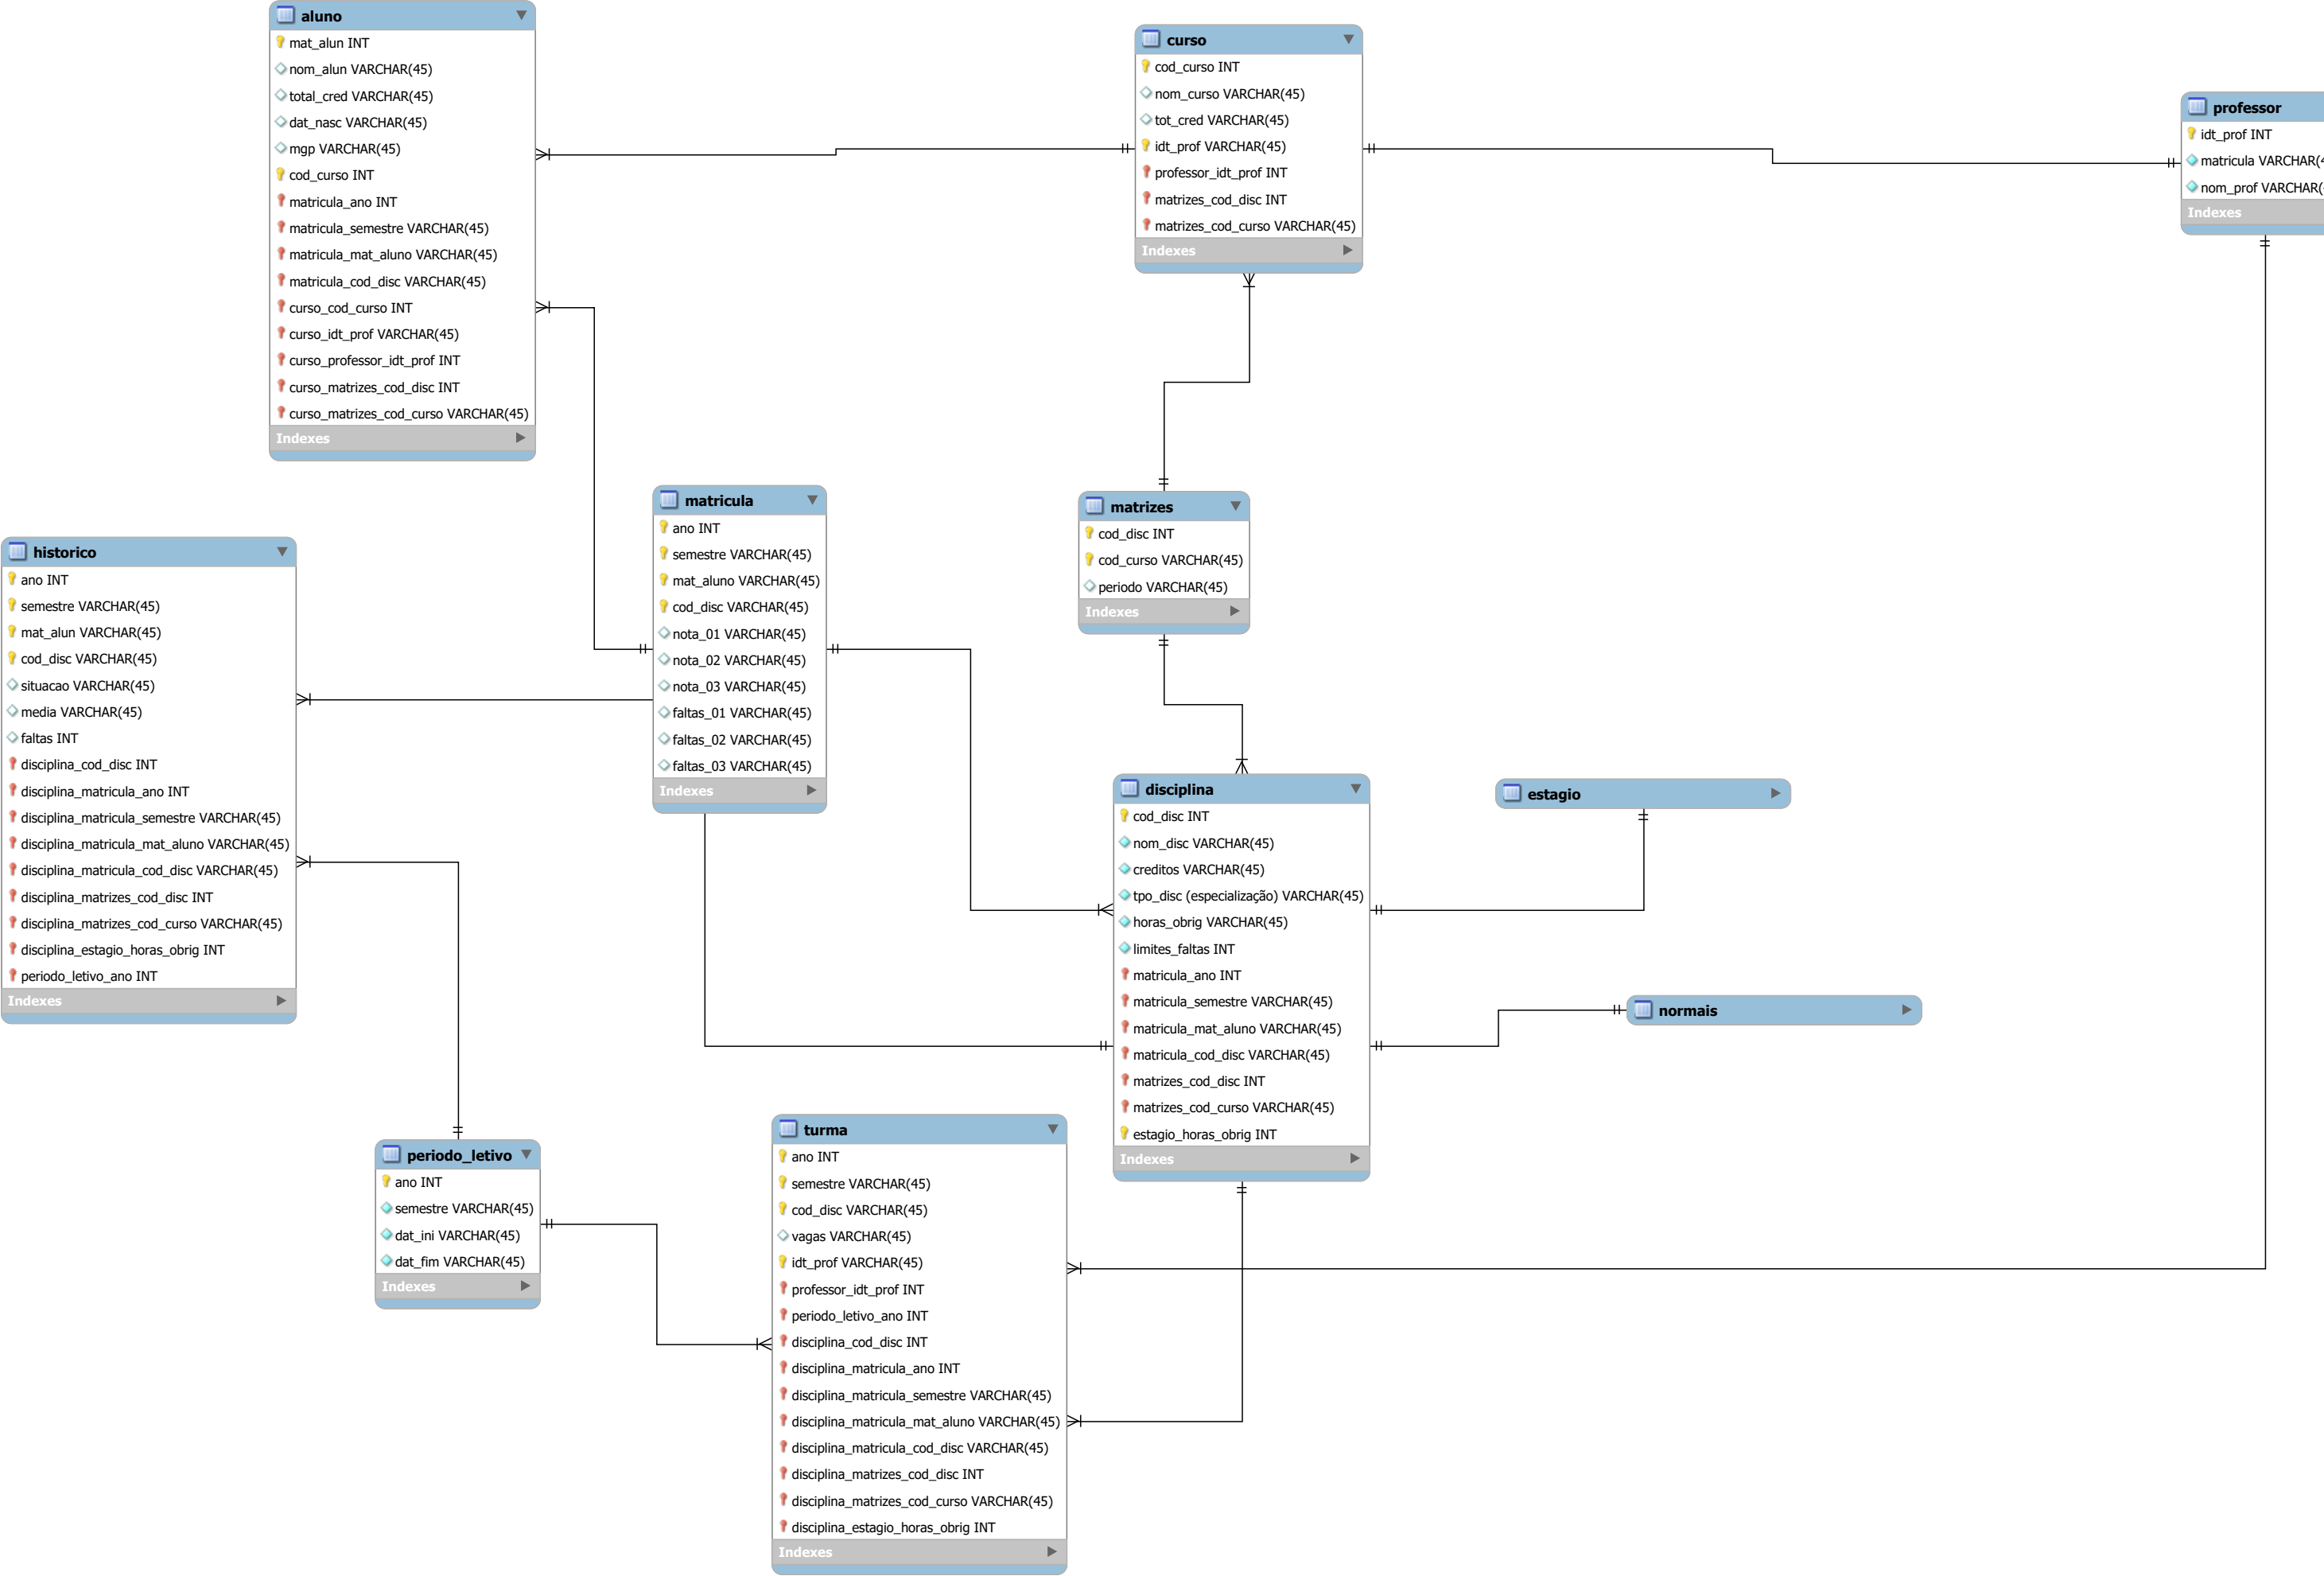 aluno
mat_alun INT
nom_alun VARCHAR(45)
total_cred VARCHAR(45)
dat_nasc VARCHAR(45)
mgp VARCHAR(45)
cod_curso INT
matricula_ano INT
matricula_semestre VARCHAR(45)
matricula_mat_aluno VARCHAR(45)
matricula_cod_disc VARCHAR(45)
curso_cod_curso INT
curso_idt_prof VARCHAR(45)
curso_professor_idt_prof INT
curso_matrizes_cod_disc INT
curso_matrizes_cod_curso VARCHAR(45)
Indexes
curso
cod_curso INT
nom_curso VARCHAR(45)
tot_cred VARCHAR(45)
idt_prof VARCHAR(45)
professor_idt_prof INT
matrizes_cod_disc INT
matrizes_cod_curso VARCHAR(45)
Indexes
professor
idt_prof INT
matricula VARCHAR(4
nom_prof VARCHAR(
Indexes
matricula
ano INT
semestre VARCHAR(45)
mat_aluno VARCHAR(45)
cod_disc VARCHAR(45)
nota_01 VARCHAR(45)
nota_02 VARCHAR(45)
nota_03 VARCHAR(45)
faltas_01 VARCHAR(45)
faltas_02 VARCHAR(45)
faltas_03 VARCHAR(45)
Indexes
matrizes
cod_disc INT
cod_curso VARCHAR(45)
periodo VARCHAR(45)
Indexes
historico
ano INT
semestre VARCHAR(45)
mat_alun VARCHAR(45)
cod_disc VARCHAR(45)
situacao VARCHAR(45)
media VARCHAR(45)
faltas INT
disciplina_cod_disc INT
disciplina_matricula_ano INT
disciplina_matricula_semestre VARCHAR(45)
disciplina_matricula_mat_aluno VARCHAR(45)
disciplina_matricula_cod_disc VARCHAR(45)
disciplina_matrizes_cod_disc INT
disciplina_matrizes_cod_curso VARCHAR(45)
disciplina_estagio_horas_obrig INT
periodo_letivo_ano INT
Indexes
disciplina
cod_disc INT
nom_disc VARCHAR(45)
creditos VARCHAR(45)
tpo_disc (especialização) VARCHAR(45)
horas_obrig VARCHAR(45)
limites_faltas INT
matricula_ano INT
matricula_semestre VARCHAR(45)
matricula_mat_aluno VARCHAR(45)
matricula_cod_disc VARCHAR(45)
matrizes_cod_disc INT
matrizes_cod_curso VARCHAR(45)
estagio_horas_obrig INT
Indexes
estagio
normais
periodo_letivo
ano INT
semestre VARCHAR(45)
dat_ini VARCHAR(45)
dat_fim VARCHAR(45)
Indexes
turma
ano INT
semestre VARCHAR(45)
cod_disc VARCHAR(45)
vagas VARCHAR(45)
idt_prof VARCHAR(45)
professor_idt_prof INT
periodo_letivo_ano INT
disciplina_cod_disc INT
disciplina_matricula_ano INT
disciplina_matricula_semestre VARCHAR(45)
disciplina_matricula_mat_aluno VARCHAR(45)
disciplina_matricula_cod_disc VARCHAR(45)
disciplina_matrizes_cod_disc INT
disciplina_matrizes_cod_curso VARCHAR(45)
disciplina_estagio_horas_obrig INT
Indexes